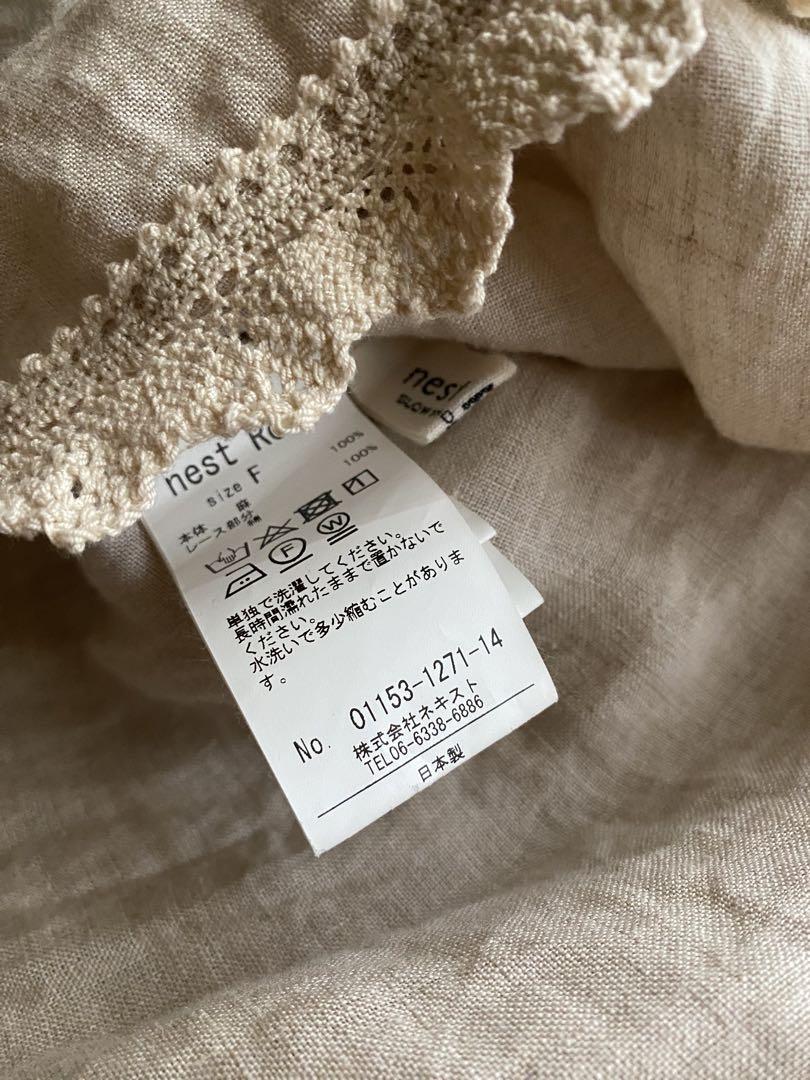 nest
nest
size F
本体 麻 100%
レース部分 綿 100%
F W
単独で洗濯してください。
長時間濡れたままで置かないで
ください。
水洗いで多少縮むことがありま
す。
No. 01153-1271-14
株式会社ネキスト
TEL06-6338-6886
日本製